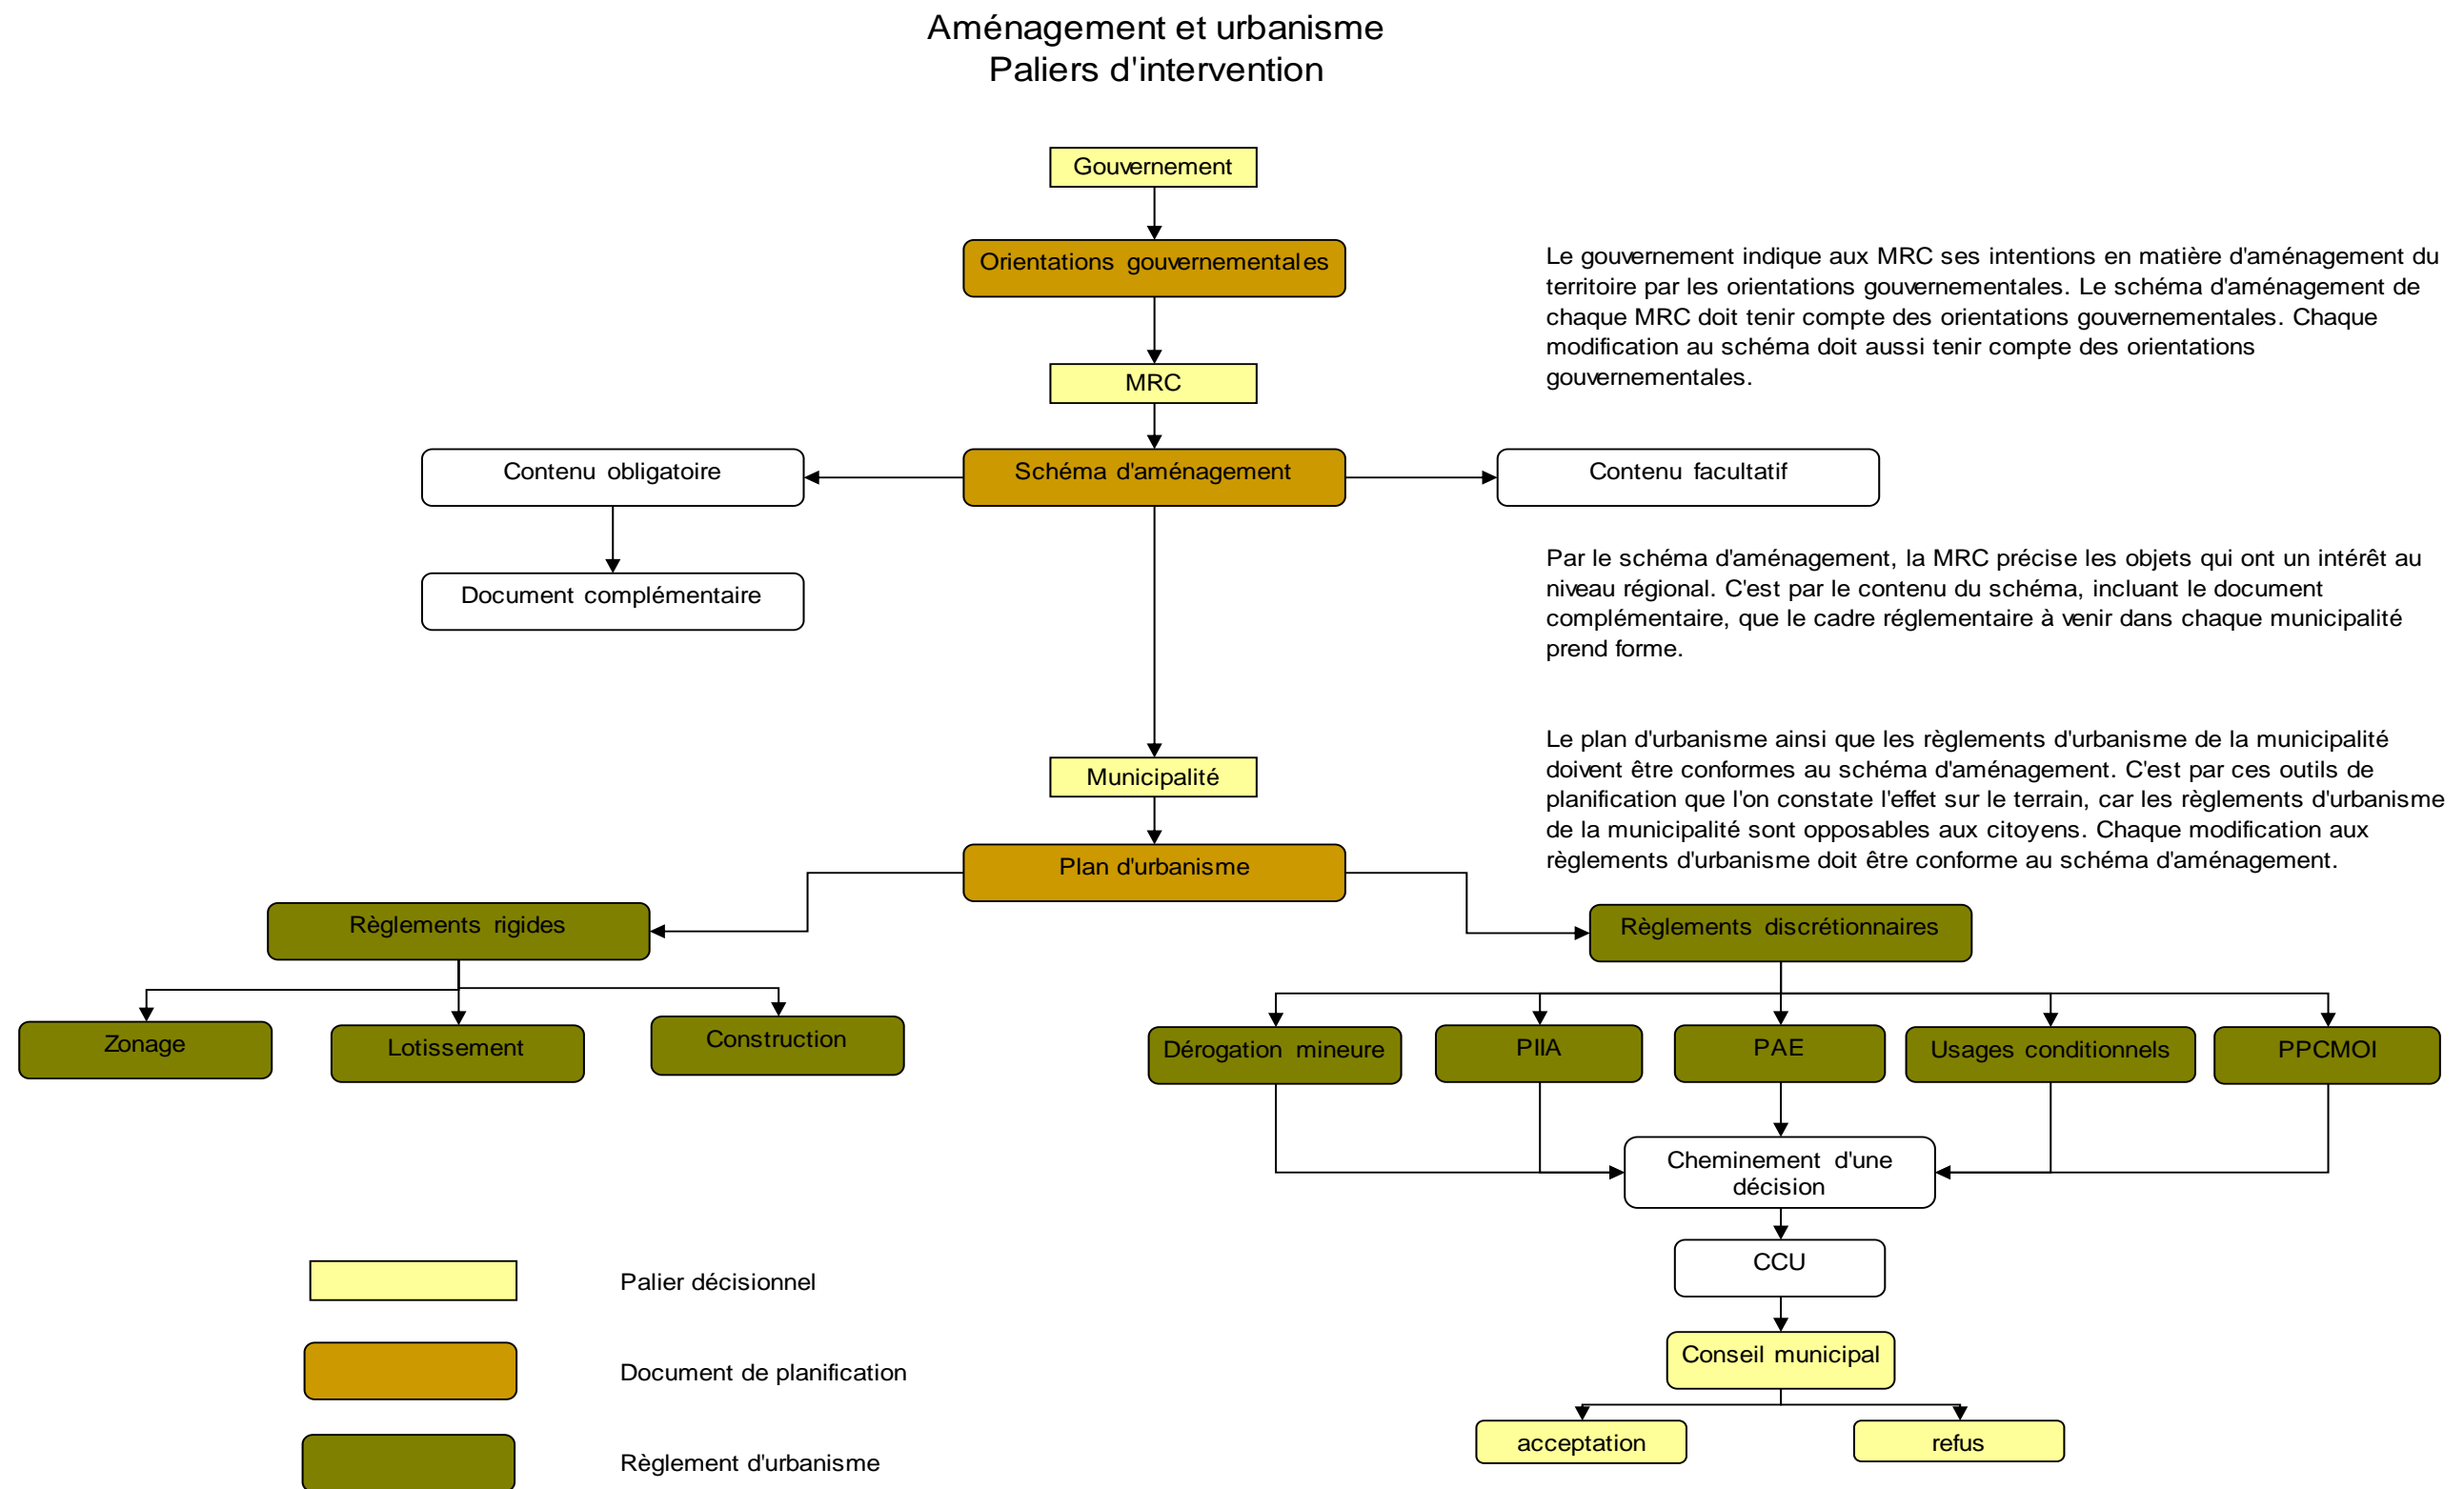 Aménagement et urbanisme
Paliers d'intervention
Gouvernement
Orientations gouvernementales
Le gouvernement indique aux MRC ses intentions en matière d'aménagement du
territoire par les orientations gouvernementales. Le schéma d'aménagement de
chaque MRC doit tenir compte des orientations gouvernementales. Chaque
modification au schéma doit aussi tenir compte des orientations
gouvernementales.
MRC
Contenu obligatoire
Schéma d'aménagement
Contenu facultatif
Document complémentaire
Par le schéma d'aménagement, la MRC précise les objets qui ont un intérêt au
niveau régional. C'est par le contenu du schéma, incluant le document
complémentaire, que le cadre réglementaire à venir dans chaque municipalité
prend forme.
Municipalité
Le plan d'urbanisme ainsi que les règlements d'urbanisme de la municipalité
doivent être conformes au schéma d'aménagement. C'est par ces outils de
planification que l'on constate l'effet sur le terrain, car les règlements d'urbanisme
de la municipalité sont opposables aux citoyens. Chaque modification aux
règlements d'urbanisme doit être conforme au schéma d'aménagement.
Plan d'urbanisme
Règlements rigides
Règlements discrétionnaires
Zonage
Lotissement
Construction
Dérogation mineure
PIIA
PAE
Usages conditionnels
PPCMOI
Cheminement d'une
décision
CCU
Conseil municipal
acceptation
refus
Palier décisionnel
Document de planification
Règlement d'urbanisme